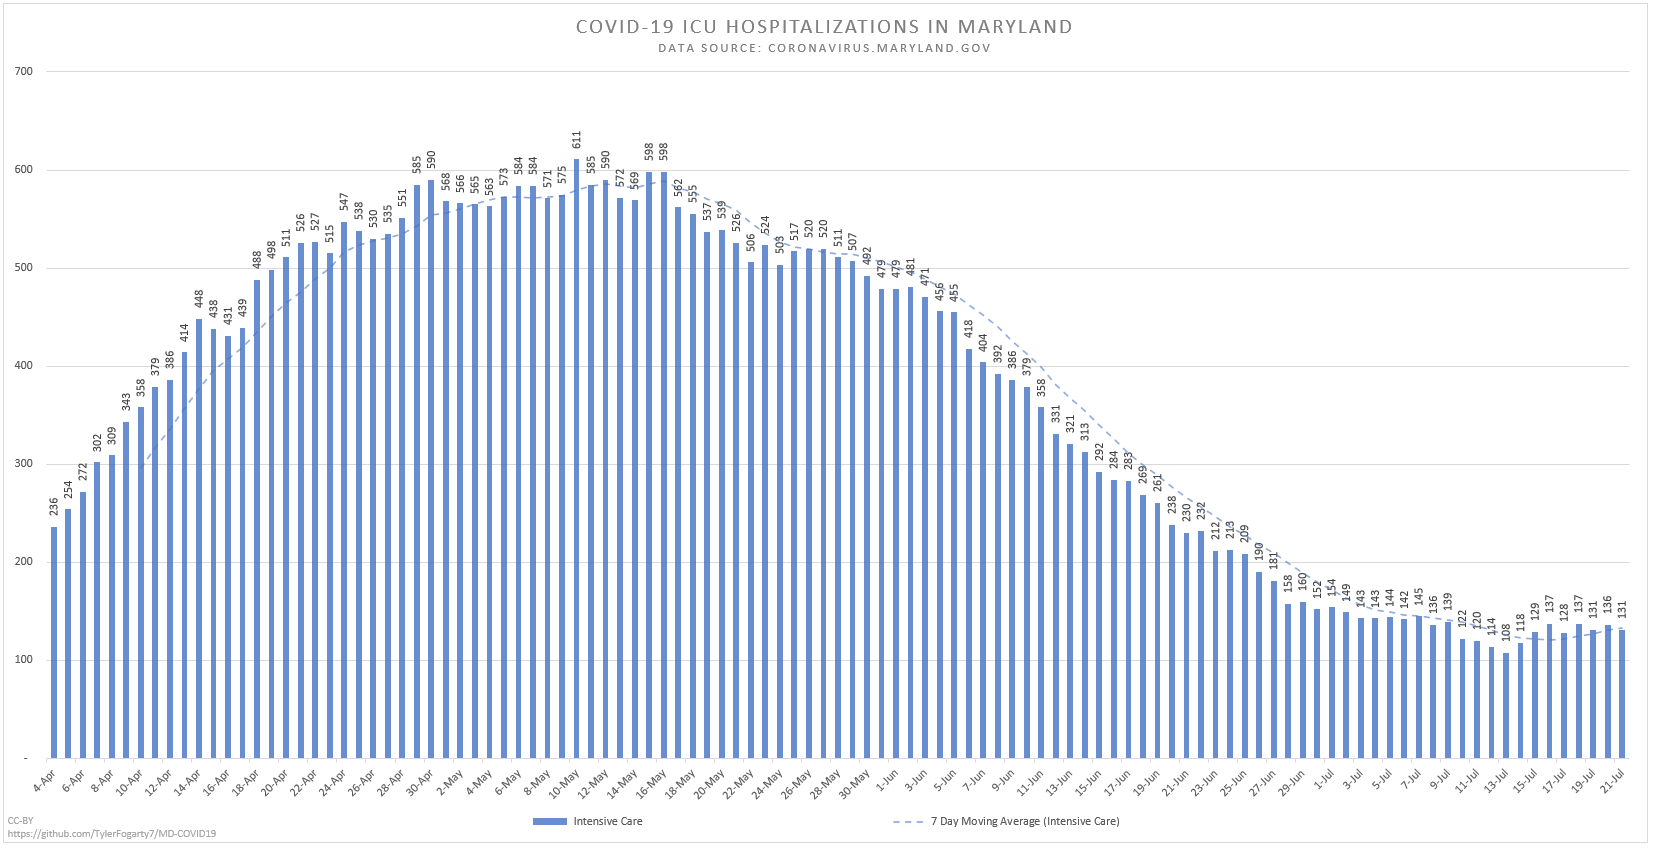 COVID-19 ICU HOSPITALIZATIONS IN MARYLAND
DATA SOURCE: CORONAVIRUS.MARYLAND.GOV
700
600
500
400
300
200
100
-
236 254 272 302 309 343 358 379 386 414 448 438 431 439 488 498 511 526 527 515 547 538 530 535 551 585 590 568 566 565 563 573 584 584 571 575 611 585 590 572 569 598 598 562 555 537 539 526 506 524 503 517 520 520 511 507 492 479 479 481 471 456 455 418 404 392 386 379 358 331 321 313 292 284 283 269 261 238 230 232 212 213 209 190 181 158 160 152 154 149 143 143 144 142 145 136 139 122 120 114 108 118 129 137 128 137 131 136 131
4-Apr 6-Apr 8-Apr 10-Apr 12-Apr 14-Apr 16-Apr 18-Apr 20-Apr 22-Apr 24-Apr 26-Apr 28-Apr 30-Apr 2-May 4-May 6-May 8-May 10-May 12-May 14-May 16-May 18-May 20-May 22-May 24-May 26-May 28-May 30-May 1-Jun 3-Jun 5-Jun 7-Jun 9-Jun 11-Jun 13-Jun 15-Jun 17-Jun 19-Jun 21-Jun 23-Jun 25-Jun 27-Jun 29-Jun 1-Jul 3-Jul 5-Jul 7-Jul 9-Jul 11-Jul 13-Jul 15-Jul 17-Jul 19-Jul 21-Jul
Intensive Care 7 Day Moving Average (Intensive Care)
CC-BY
https://github.com/TylerFogarty7/MD-COVID19